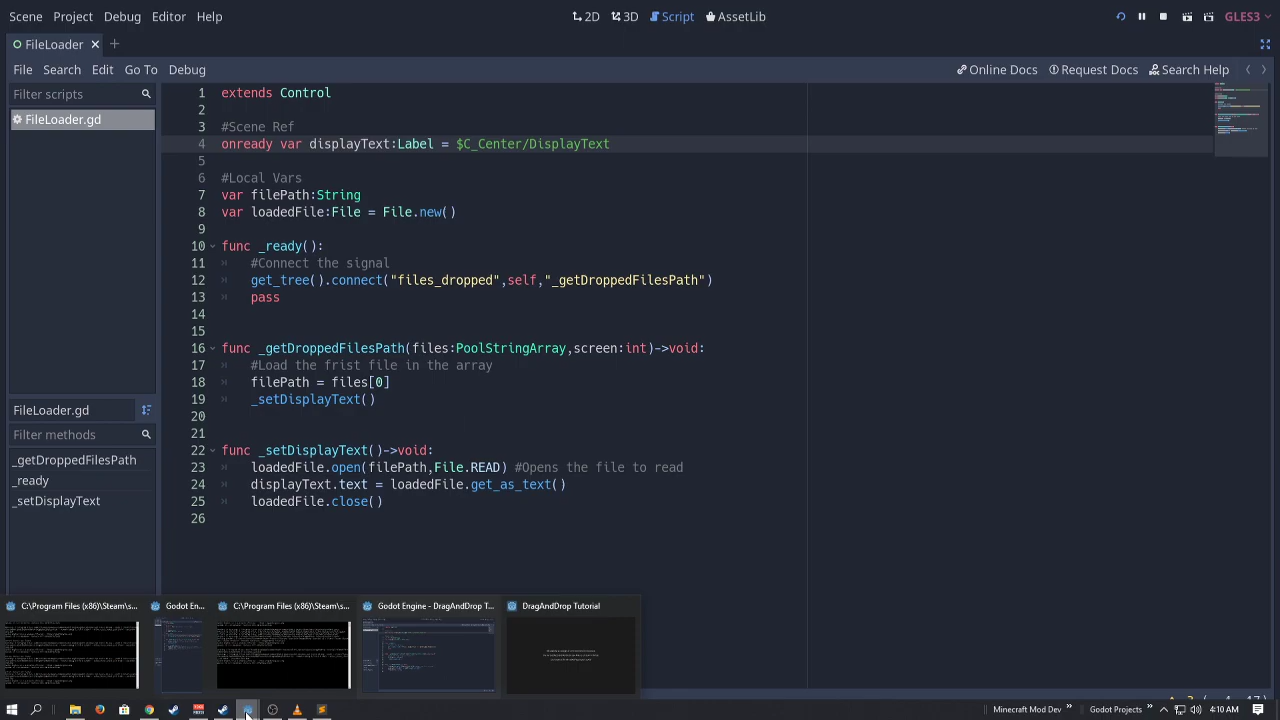 Scene Project Debug Editor Help 2D 3D Script AssetLib GLES3
FileLoader
File Search Edit Go To Debug Online Docs Request Docs Search Help
Filter scripts
FileLoader.gd
FileLoader.gd
Filter methods
_getDroppedFilesPath
_ready
_setDisplayText
1 extends Control
2
3 #Scene Ref
4 onready var displayText:Label = $C_Center/DisplayText
5
6 #Local Vars
7 var filePath:String
8 var loadedFile:File = File.new()
9
10 func _ready():
11 #Connect the signal
12 get_tree().connect("files_dropped",self,"_getDroppedFilesPath")
13 pass
14
15
16 func _getDroppedFilesPath(files:PoolStringArray,screen:int)->void:
17 #Load the frist file in the array
18 filePath = files[0]
19 _setDisplayText()
20
21
22 func _setDisplayText()->void:
23 loadedFile.open(filePath,File.READ) #Opens the file to read
24 displayText.text = loadedFile.get_as_text()
25 loadedFile.close()
26
C:\Program Files (x86)\Steam\s... Godot En... C:\Program Files (x86)\Steam\s... Godot Engine - DragAndDrop T... DragAndDrop Tutorial
Minecraft Mod Dev Godot Projects 4:10 AM